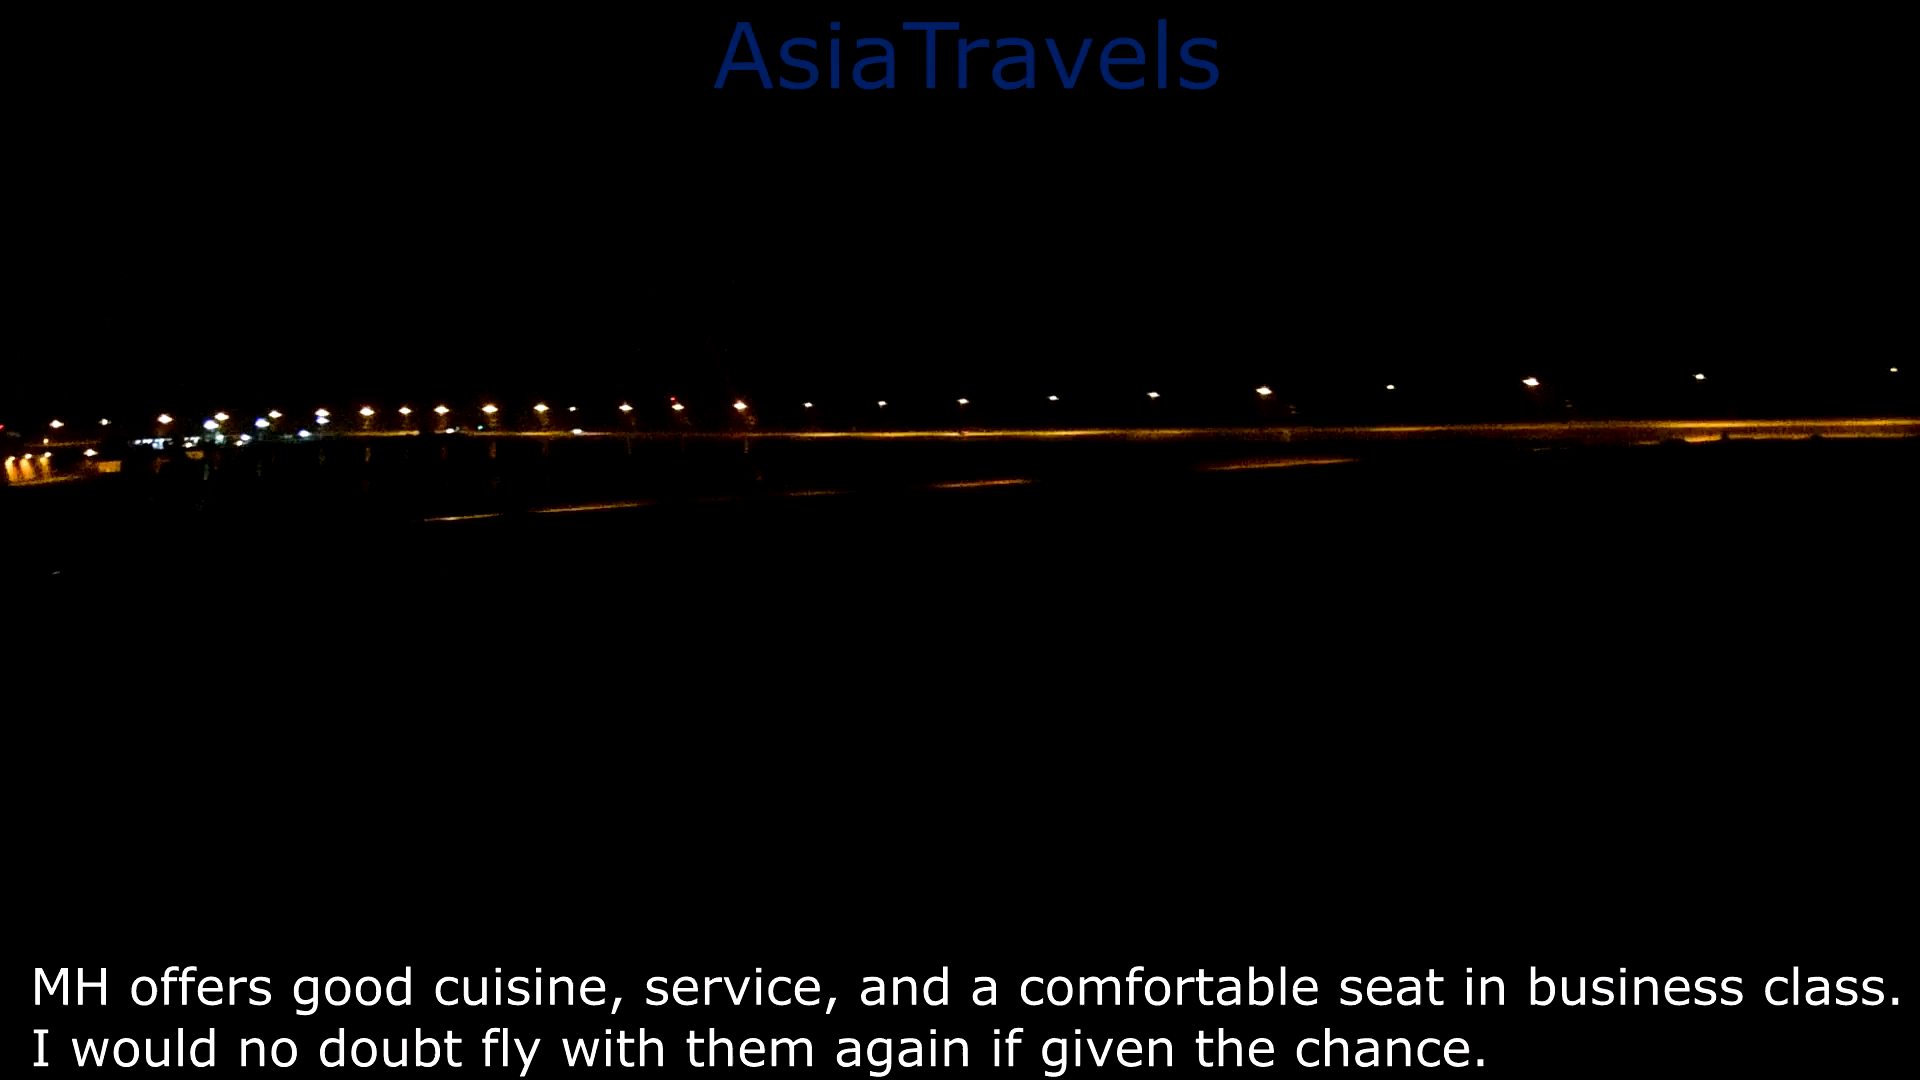 AsiaTravels
MH offers good cuisine, service, and a comfortable seat in business class.
I would no doubt fly with them again if given the chance.